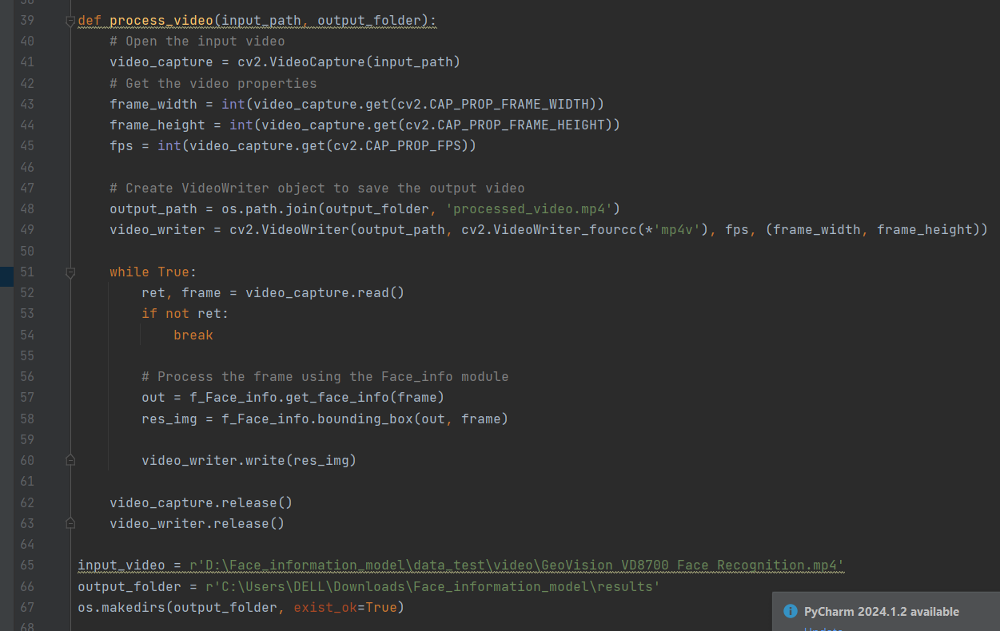 39 def process_video(input_path, output_folder):
40 # Open the input video
41 video_capture = cv2.VideoCapture(input_path)
42 # Get the video properties
43 frame_width = int(video_capture.get(cv2.CAP_PROP_FRAME_WIDTH))
44 frame_height = int(video_capture.get(cv2.CAP_PROP_FRAME_HEIGHT))
45 fps = int(video_capture.get(cv2.CAP_PROP_FPS))
46
47 # Create VideoWriter object to save the output video
48 output_path = os.path.join(output_folder, 'processed_video.mp4')
49 video_writer = cv2.VideoWriter(output_path, cv2.VideoWriter_fourcc(*'mp4v'), fps, (frame_width, frame_height))
50
51 while True:
52 ret, frame = video_capture.read()
53 if not ret:
54 break
55
56 # Process the frame using the Face_info module
57 out = f_Face_info.get_face_info(frame)
58 res_img = f_Face_info.bounding_box(out, frame)
59
60 video_writer.write(res_img)
61
62 video_capture.release()
63 video_writer.release()
64
65 input_video = r'D:\Face_information_model\data_test\video\GeoVision VD8700 Face Recognition.mp4'
66 output_folder = r'C:\Users\DELL\Downloads\Face_information_model\results'
67 os.makedirs(output_folder, exist_ok=True)
68
PyCharm 2024.1.2 available
Update